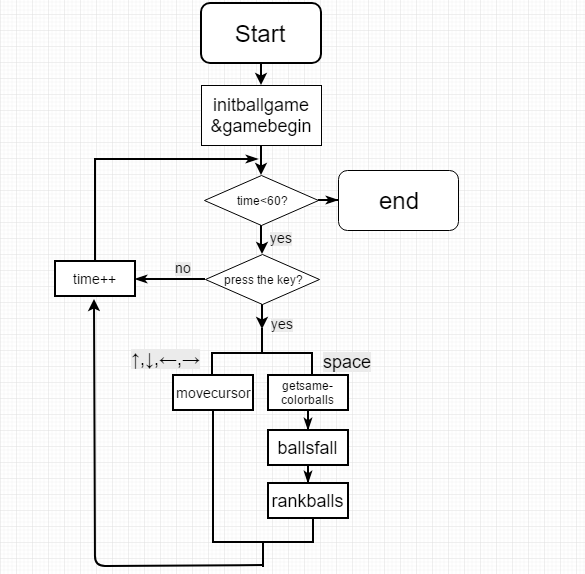 Start
initballgame
&gamebegin
time<60?
end
yes
press the key?
no
time++
yes
↑,↓,←,→
space
movecursor
getsame-
colorballs
ballsfall
rankballs